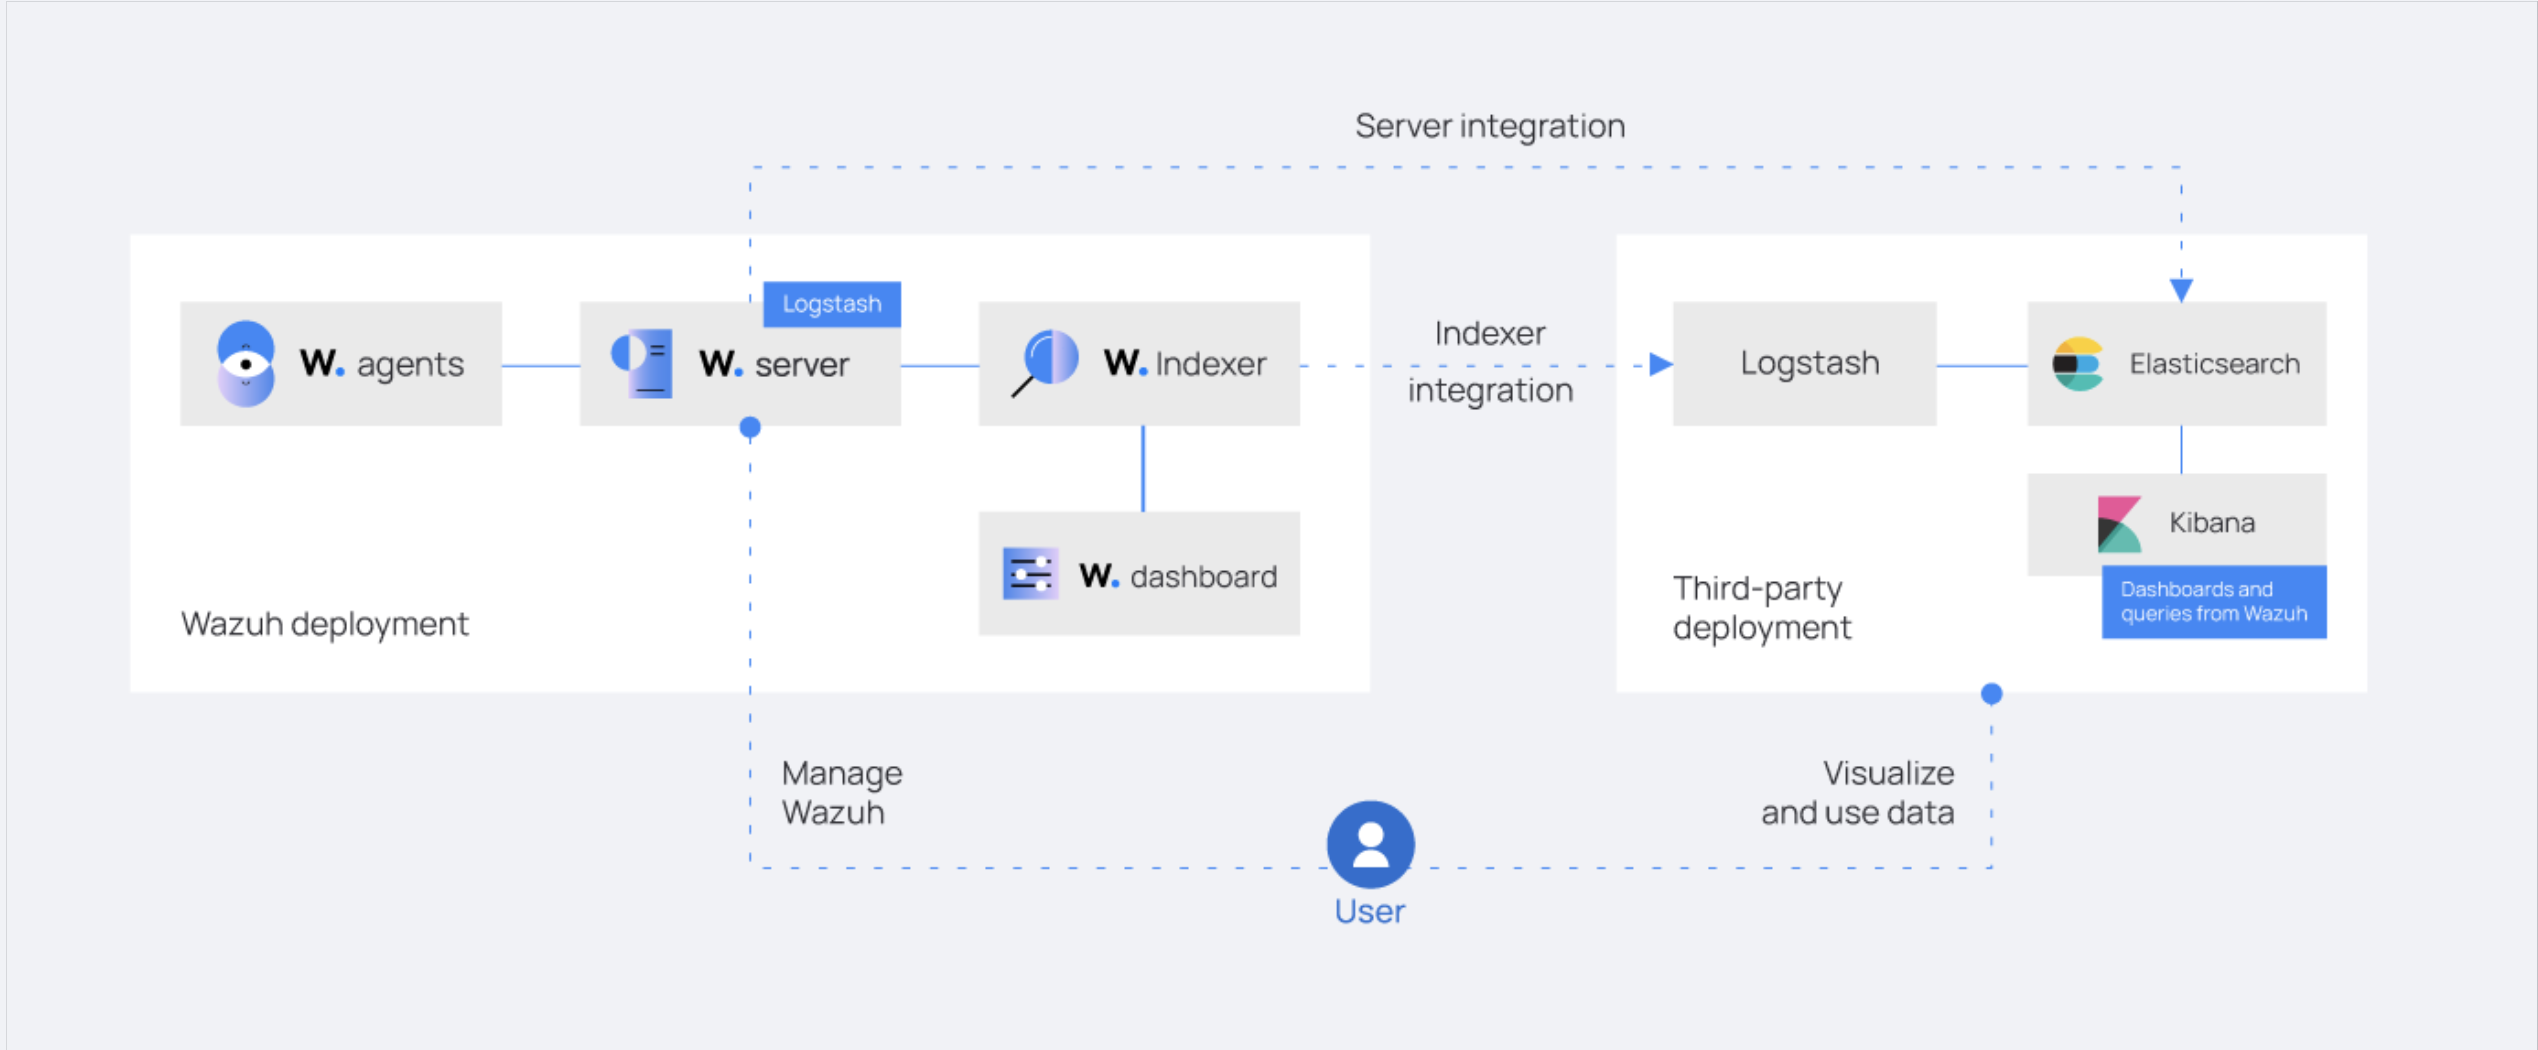 Server integration
Logstash
W. agents
W. server
W. Indexer
Indexer
integration
Logstash
Elasticsearch
Kibana
W. dashboard
Dashboards and
queries from Wazuh
Wazuh deployment
Third-party
deployment
Manage
Wazuh
Visualize
and use data
User